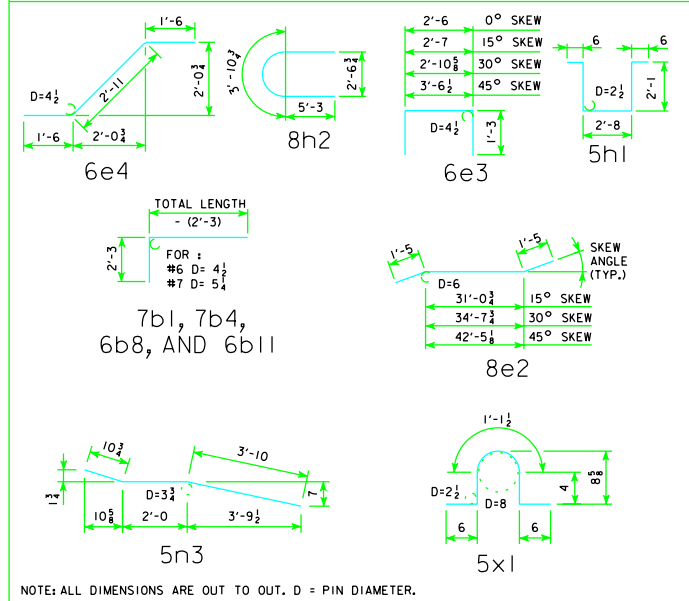 1'-6
D=4½
2'-11
2'-0¾
1'-6
2'-0¾
6e4
3'-10¾
2'-6¾
5'-3
8h2
2'-6 0° SKEW
2'-7 15° SKEW
2'-10⅝ 30° SKEW
3'-6½ 45° SKEW
D=4½
1'-3
6e3
6 6
D=2½
2'-1
2'-8
5h1
TOTAL LENGTH
- (2'-3)
2'-3
FOR :
#6 D= 4½
#7 D= 5¼
7b1, 7b4,
6b8, AND 6b11
1'-5 1'-5
SKEW
ANGLE
(TYP.)
D=6
31'-0¾ 15° SKEW
34'-7¾ 30° SKEW
42'-5⅛ 45° SKEW
8e2
10¾
3'-10
1¾
D=3¾
7
10⅝ 2'-0 3'-9½
5n3
1'-1½
D=2½
D=8
4
8⅝
6 6
5x1
NOTE: ALL DIMENSIONS ARE OUT TO OUT. D = PIN DIAMETER.